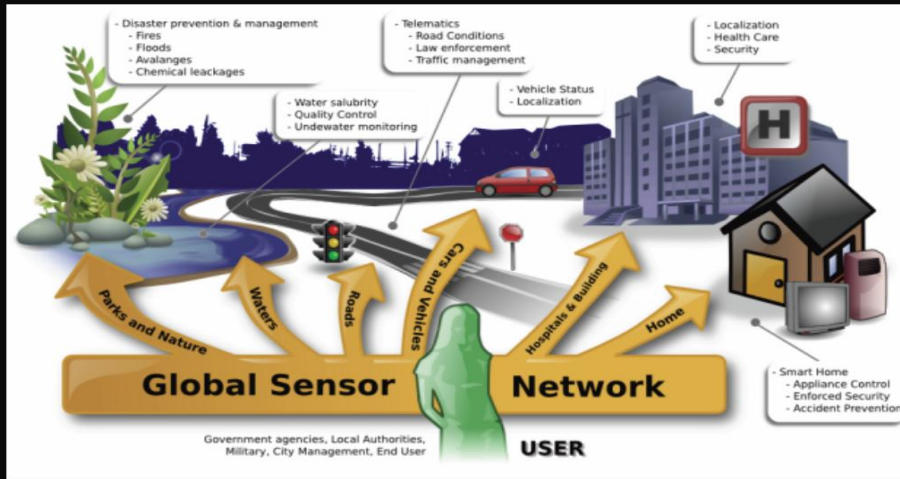 - Disaster prevention & management
- Fires
- Floods
- Avalanges
- Chemical leackages
- Telematics
- Road Conditions
- Law enforcement
- Traffic management
- Localization
- Health Care
- Security
- Water salubrity
- Quality Control
- Undewater monitoring
- Vehicle Status
- Localization
H
Parks and Nature
Waters
Roads
Cars and Vehicles
Hospitals & Building
Home
- Smart Home
- Appliance Control
- Enforced Security
- Accident Prevention
Global Sensor Network
Government agencies, Local Authorities,
Military, City Management, End User
USER